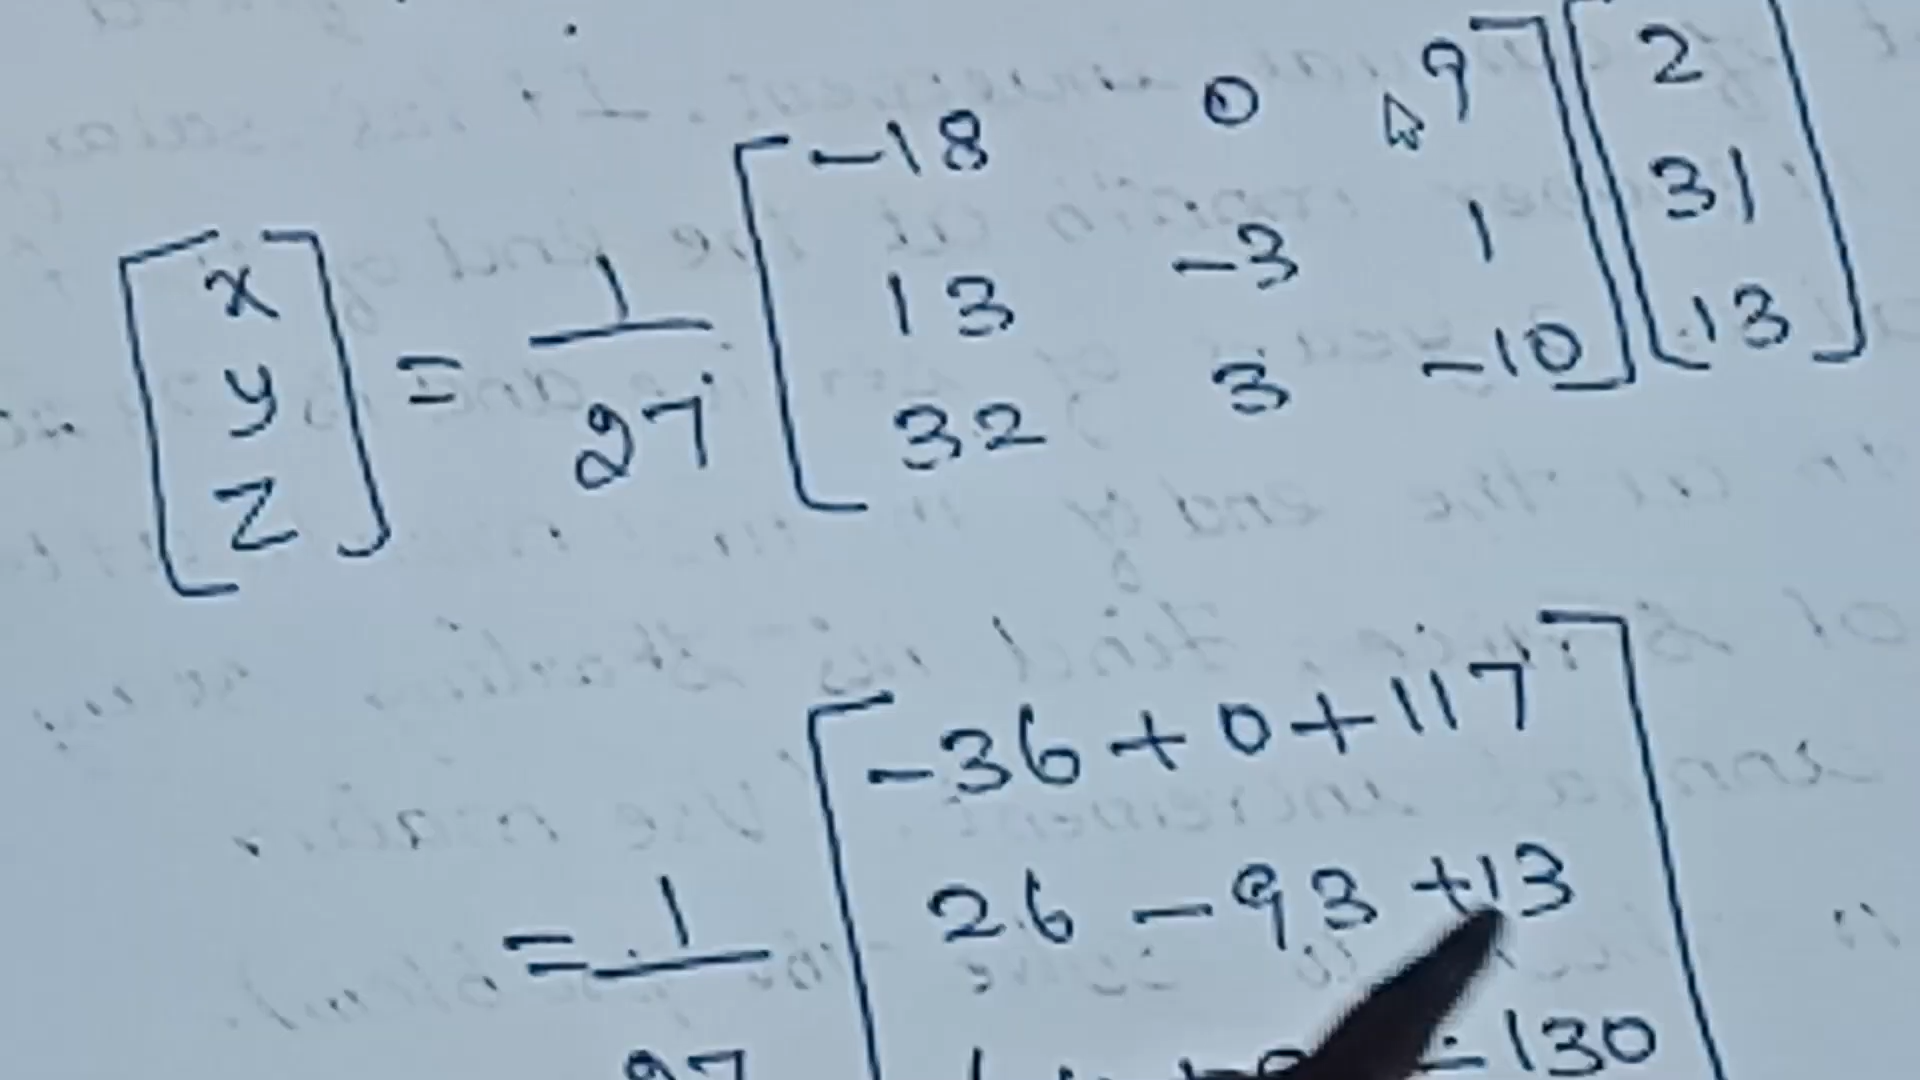 [x y z] = 1/27 [-18 0 9; 13 -3 1; 32 3 -10] [2; 31; 13]
= 1/27 [-36 + 0 + 117; 26 - 93 + 13; -130]